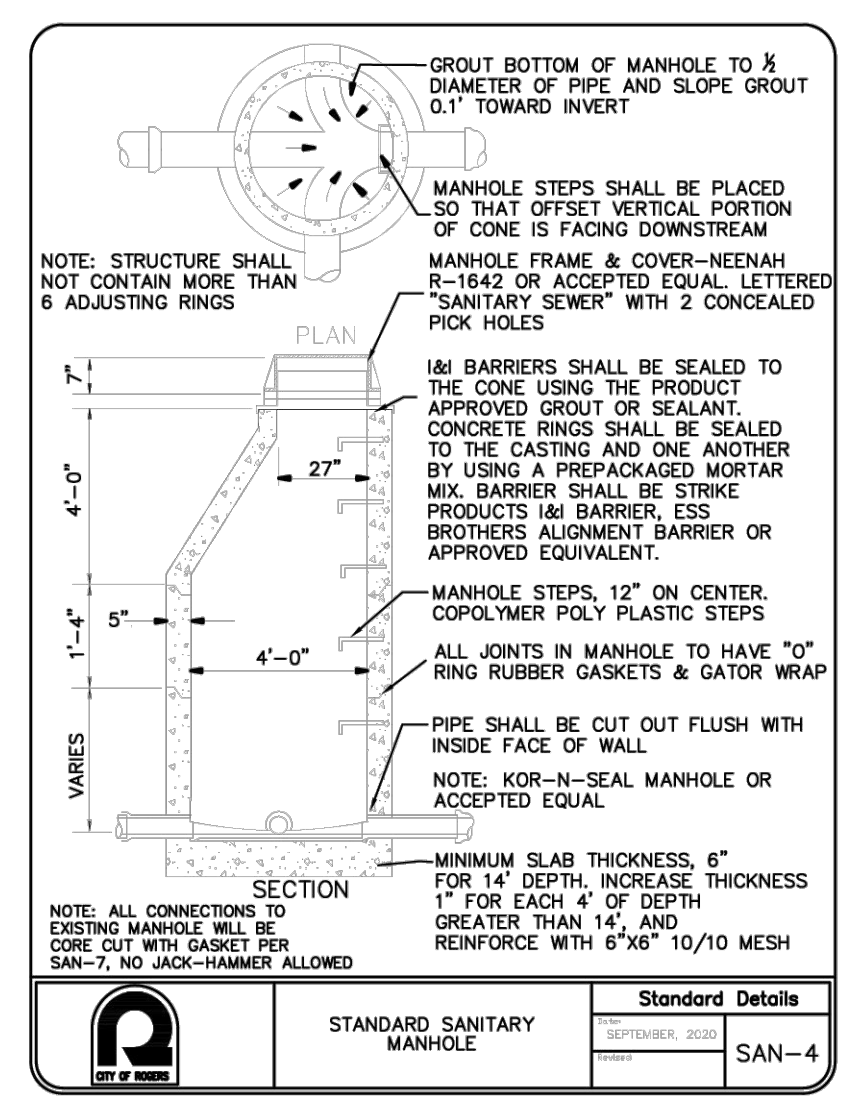 GROUT BOTTOM OF MANHOLE TO ½
DIAMETER OF PIPE AND SLOPE GROUT
0.1' TOWARD INVERT
MANHOLE STEPS SHALL BE PLACED
SO THAT OFFSET VERTICAL PORTION
OF CONE IS FACING DOWNSTREAM
NOTE: STRUCTURE SHALL
NOT CONTAIN MORE THAN
6 ADJUSTING RINGS
MANHOLE FRAME & COVER-NEENAH
R-1642 OR ACCEPTED EQUAL. LETTERED
"SANITARY SEWER" WITH 2 CONCEALED
PICK HOLES
PLAN
I&I BARRIERS SHALL BE SEALED TO
THE CONE USING THE PRODUCT
APPROVED GROUT OR SEALANT.
CONCRETE RINGS SHALL BE SEALED
TO THE CASTING AND ONE ANOTHER
BY USING A PREPACKAGED MORTAR
MIX. BARRIER SHALL BE STRIKE
PRODUCTS I&I BARRIER, ESS
BROTHERS ALIGNMENT BARRIER OR
APPROVED EQUIVALENT.
7"
4'-0"
27"
1'-4"
5"
4'-0"
VARIES
MANHOLE STEPS, 12" ON CENTER.
COPOLYMER POLY PLASTIC STEPS
ALL JOINTS IN MANHOLE TO HAVE "O"
RING RUBBER GASKETS & GATOR WRAP
PIPE SHALL BE CUT OUT FLUSH WITH
INSIDE FACE OF WALL
NOTE: KOR-N-SEAL MANHOLE OR
ACCEPTED EQUAL
MINIMUM SLAB THICKNESS, 6"
FOR 14' DEPTH. INCREASE THICKNESS
1" FOR EACH 4' OF DEPTH
GREATER THAN 14', AND
REINFORCE WITH 6"X6" 10/10 MESH
SECTION
NOTE: ALL CONNECTIONS TO
EXISTING MANHOLE WILL BE
CORE CUT WITH GASKET PER
SAN-7, NO JACK-HAMMER ALLOWED
CITY OF ROGERS
STANDARD SANITARY
MANHOLE
Standard Details
Date:
SEPTEMBER, 2020
Revised:
SAN-4